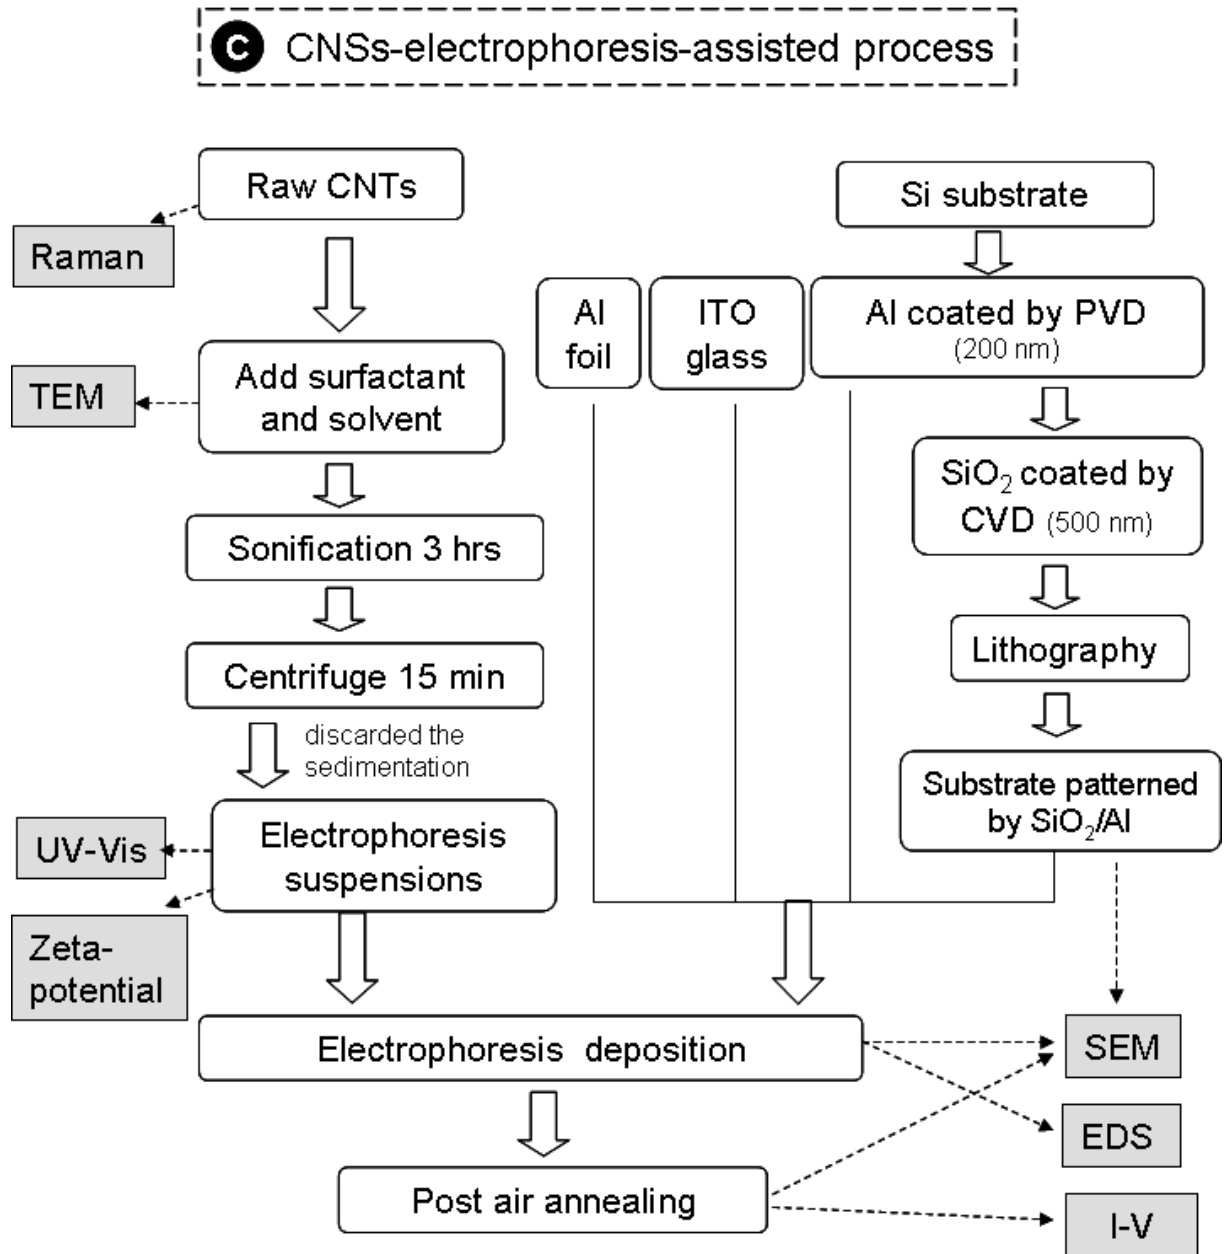 C CNSs-electrophoresis-assisted process
Raw CNTs
Raman
Add surfactant
and solvent
TEM
Sonification 3 hrs
Centrifuge 15 min
discarded the
sedimentation
Electrophoresis
suspensions
UV-Vis
Zeta-
potential
Si substrate
Al
foil
ITO
glass
Al coated by PVD
(200 nm)
SiO₂ coated by
CVD (500 nm)
Lithography
Substrate patterned
by SiO₂/Al
Electrophoresis deposition
Post air annealing
SEM
EDS
I-V